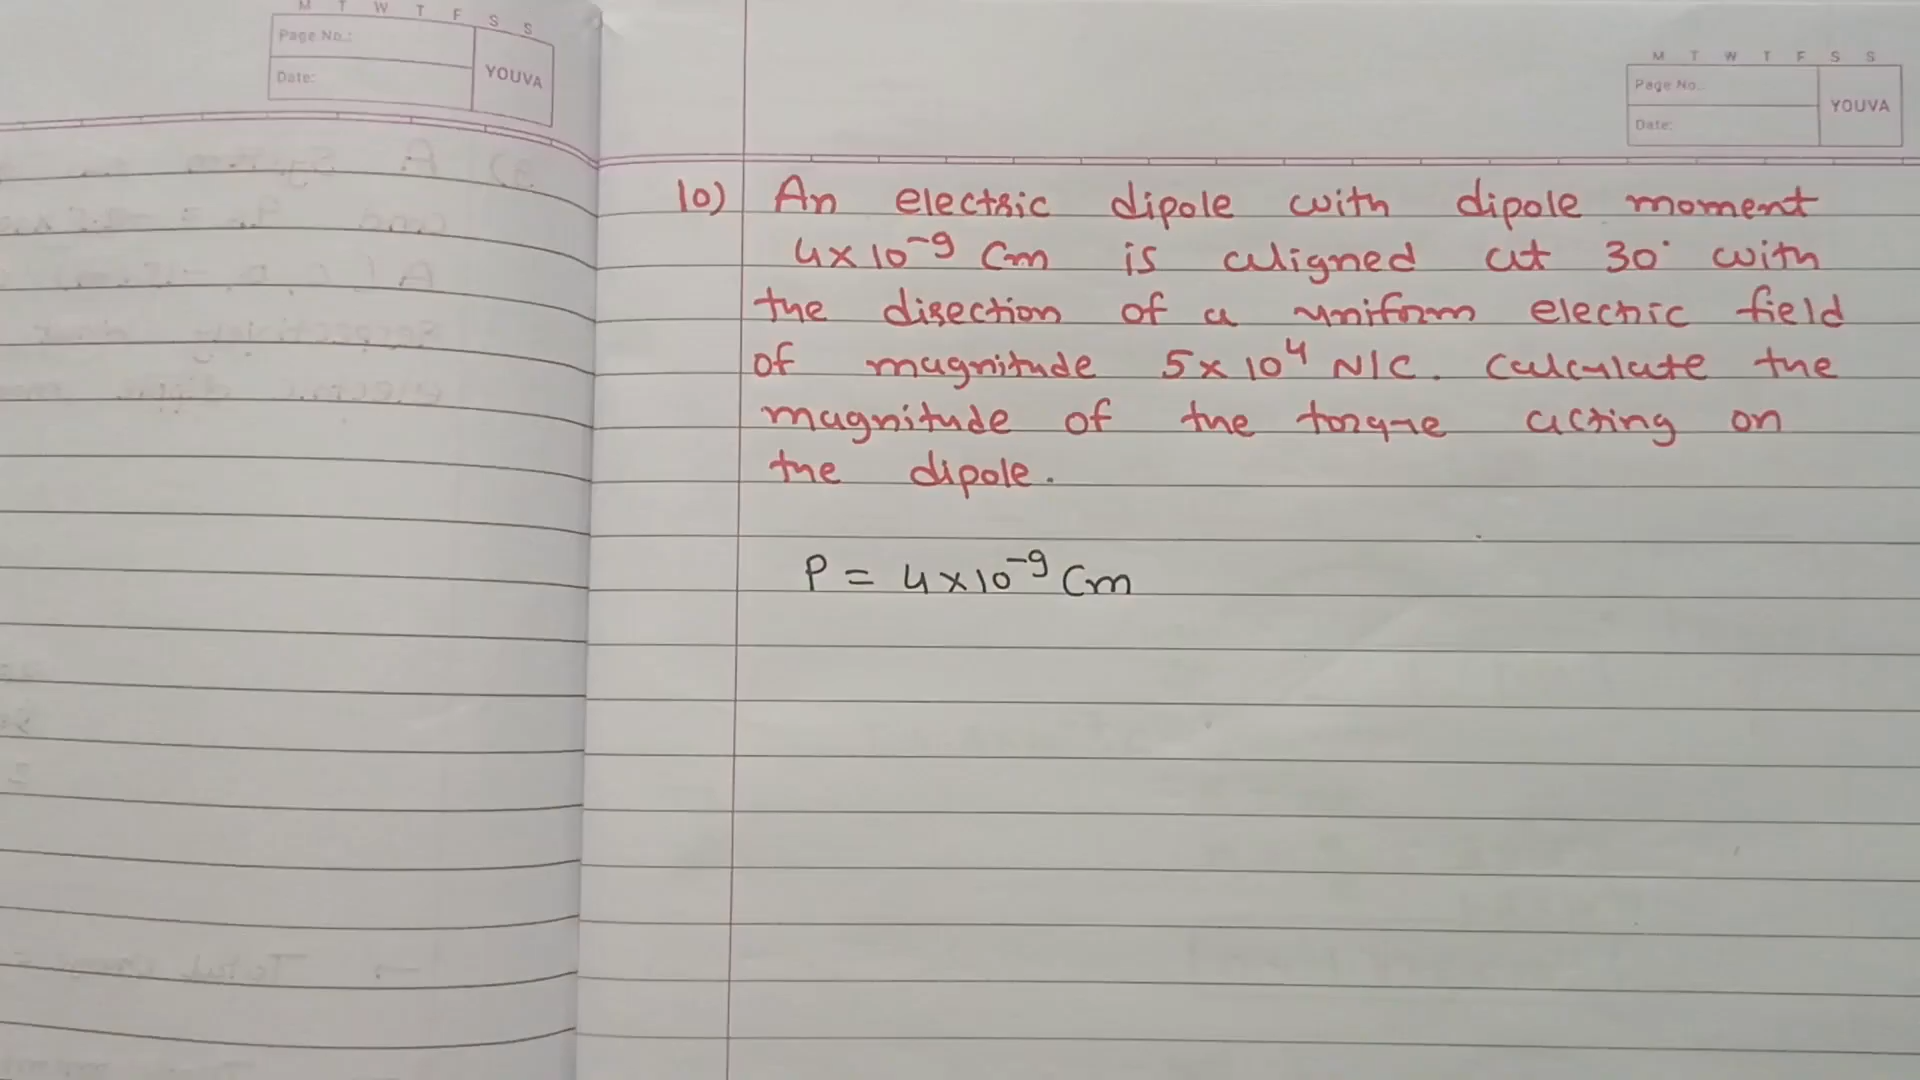 M T W T F S S
Page No.:
Date:
YOUVA
M T W T F S S
Page No.:
Date:
YOUVA
10) An electric dipole with dipole moment
4×10⁻⁹ Cm is aligned at 30° with
the direction of a uniform electric field
of magnitude 5×10⁴ N/C. Calculate the
magnitude of the torque acting on
the dipole.
P = 4×10⁻⁹ Cm